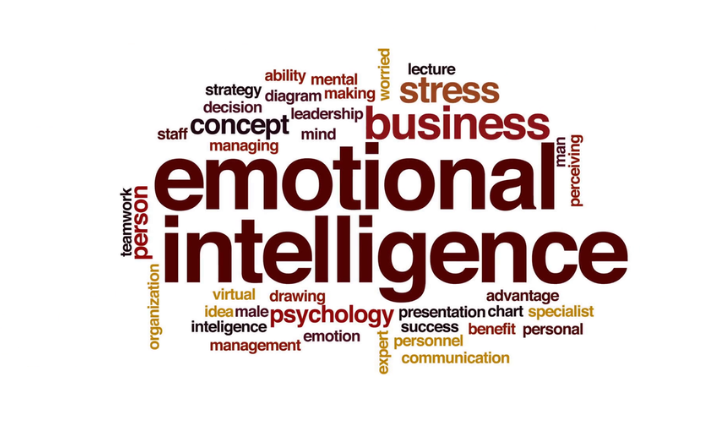 worried
lecture
ability
mental
strategy
diagram
making
stress
decision
leadership
business
staff
concept
mind
man
managing
perceiving
emotional
teamwork
person
intelligence
organization
virtual
drawing
advantage
idea
male
psychology
presentation
chart
specialist
inteligence
success
benefit
personal
emotion
expert
personnel
management
communication